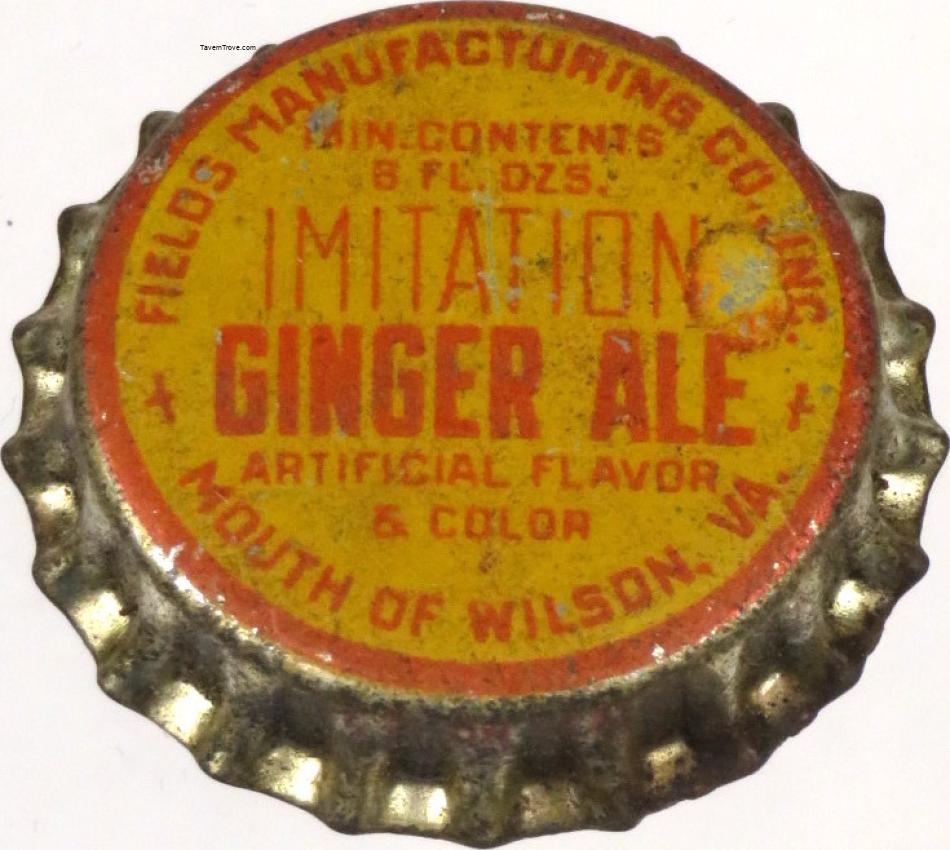 TavernTrove.com
FIELDS MANUFACTURING CO., INC.
MIN. CONTENTS
6 FL. OZS.
IMITATION
GINGER ALE
ARTIFICIAL FLAVOR
& COLOR
MOUTH OF WILSON, VA.